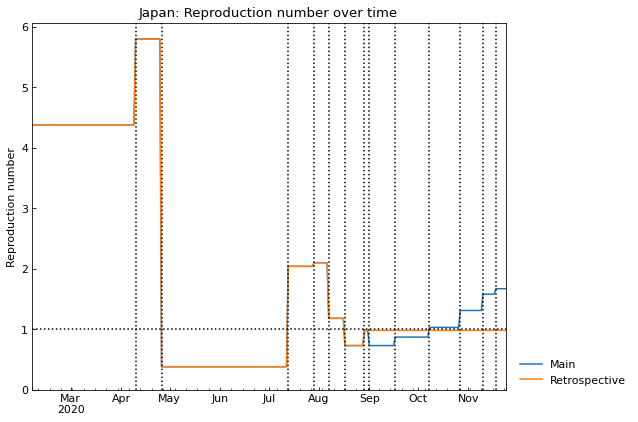 Japan: Reproduction number over time
Reproduction number
6
5
4
3
2
1
0
Mar Apr May Jun Jul Aug Sep Oct Nov
2020
Main
Retrospective